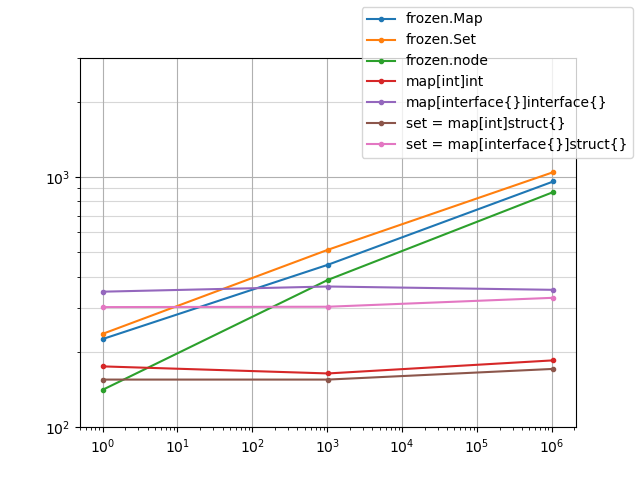 frozen.Map
frozen.Set
frozen.node
map[int]int
map[interface{}]interface{}
set = map[int]struct{}
set = map[interface{}]struct{}
10³
10²
10⁰ 10¹ 10² 10³ 10⁴ 10⁵ 10⁶